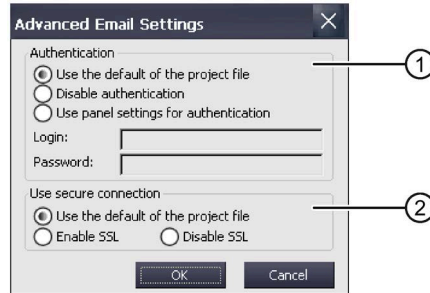 Advanced Email Settings
Authentication
Use the default of the project file
Disable authentication
Use panel settings for authentication
Login:
Password:
1
Use secure connection
Use the default of the project file
Enable SSL Disable SSL
2
OK Cancel